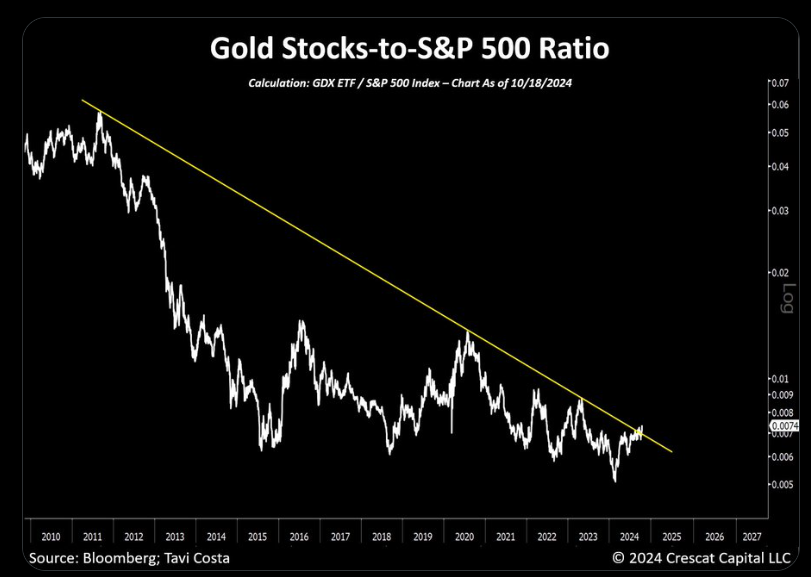 Gold Stocks-to-S&P 500 Ratio
Calculation: GDX ETF / S&P 500 Index – Chart As of 10/18/2024
0.07
0.06
0.05
0.04
0.03
0.02
Log
0.01
0.009
0.008
0.0074
0.007
0.006
0.005
2010 2011 2012 2013 2014 2015 2016 2017 2018 2019 2020 2021 2022 2023 2024 2025 2026 2027
Source: Bloomberg; Tavi Costa © 2024 Crescat Capital LLC